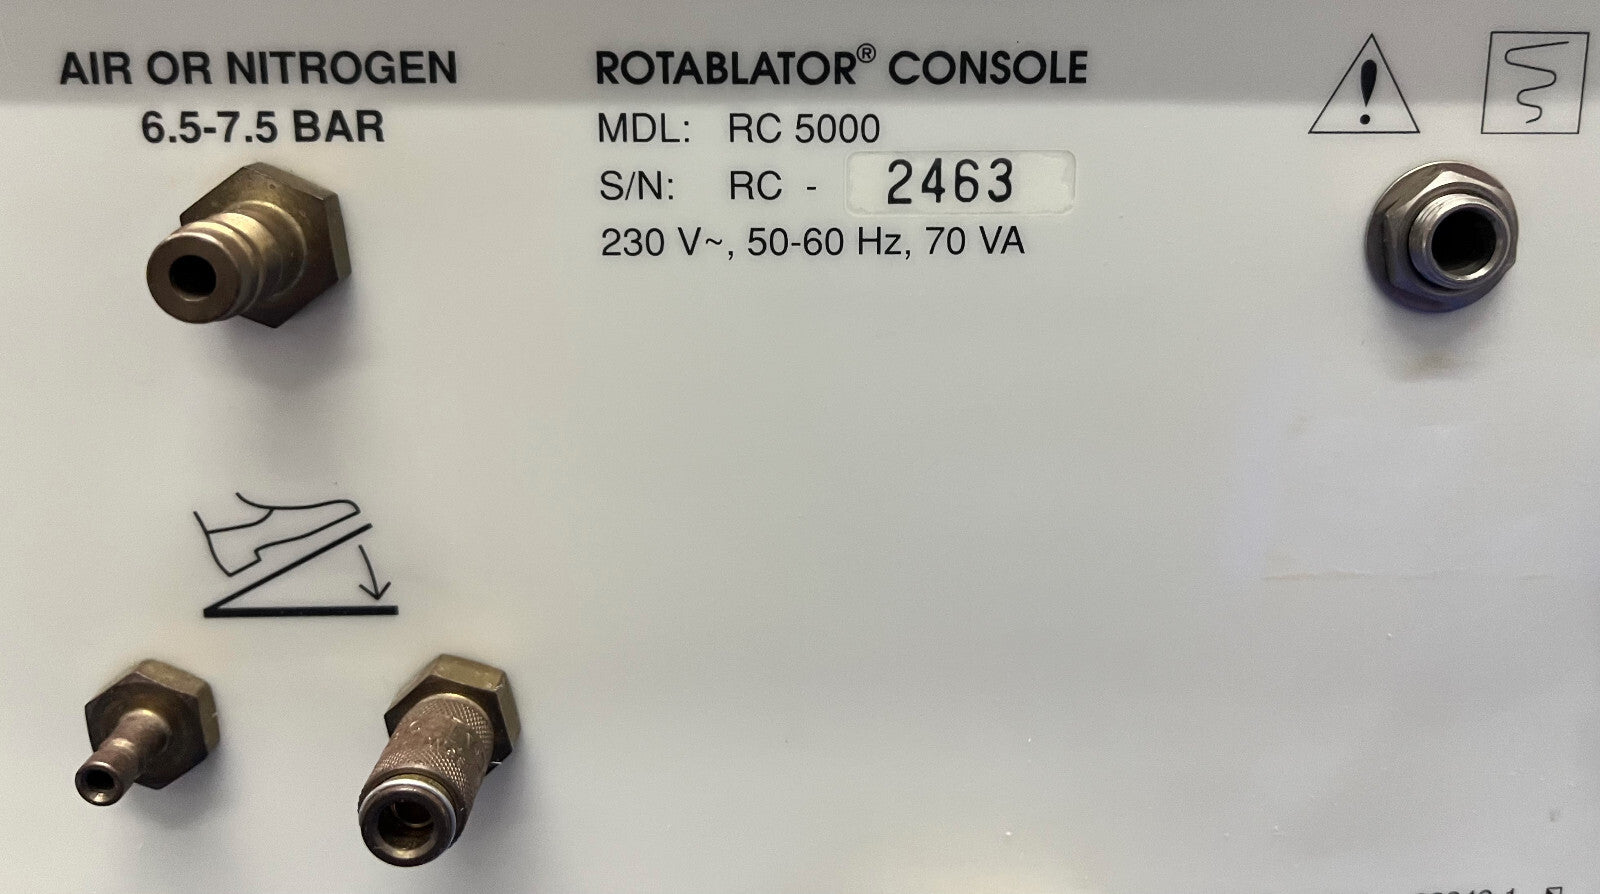 AIR OR NITROGEN
6.5-7.5 BAR
ROTABLATOR® CONSOLE
MDL: RC 5000
S/N: RC - 2463
230 V~, 50-60 Hz, 70 VA